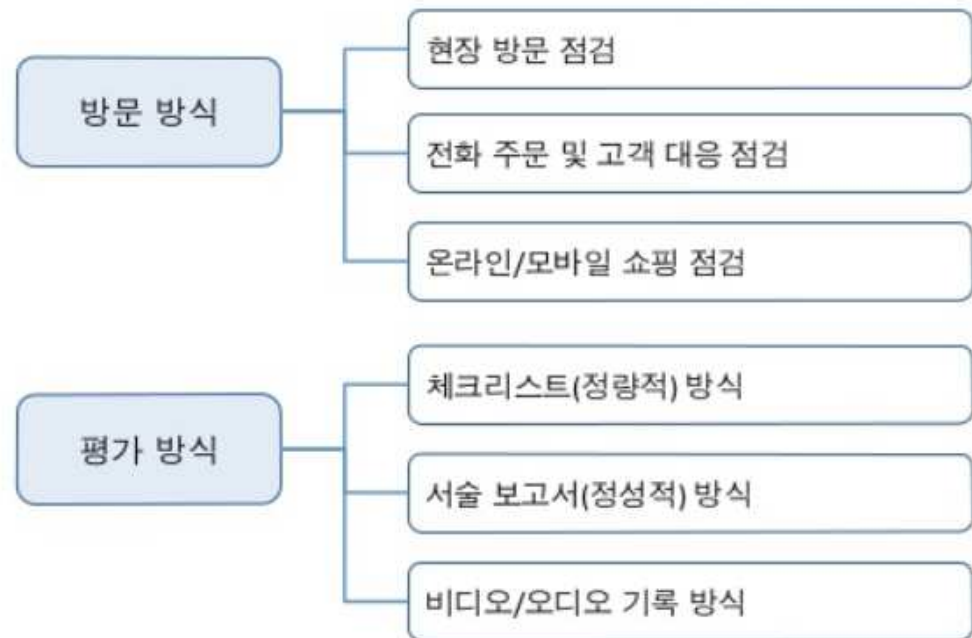 방문 방식
현장 방문 점검
전화 주문 및 고객 대응 점검
온라인/모바일 쇼핑 점검
평가 방식
체크리스트(정량적) 방식
서술 보고서(정성적) 방식
비디오/오디오 기록 방식